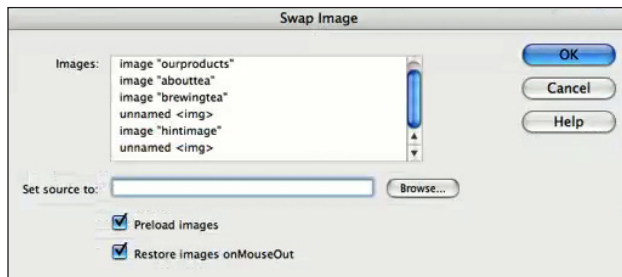 Swap Image
Images:
image "ourproducts"
image "abouttea"
image "brewingtea"
unnamed <img>
image "hintimage"
unnamed <img>
OK
Cancel
Help
Set source to:
Browse...
Preload images
Restore images onMouseOut